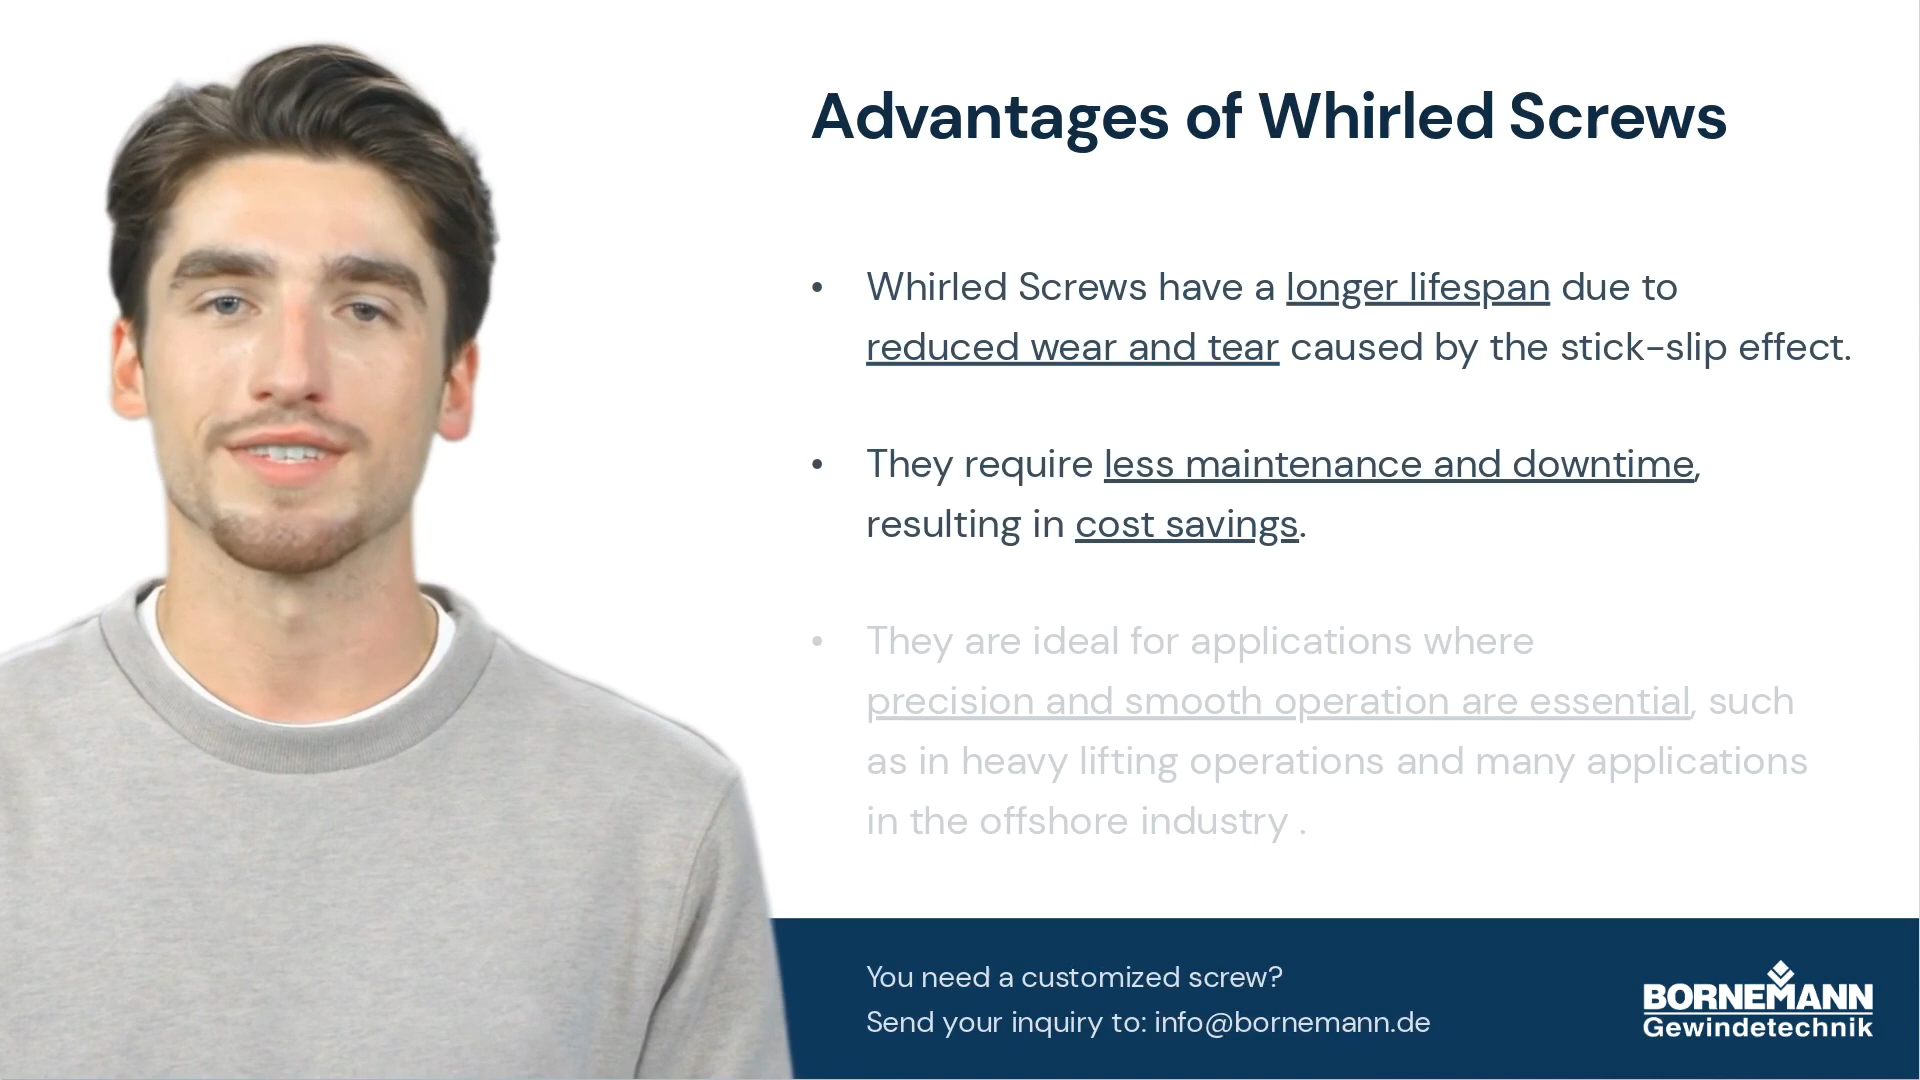 Advantages of Whirled Screws
• Whirled Screws have a longer lifespan due to
reduced wear and tear caused by the stick-slip effect.
• They require less maintenance and downtime,
resulting in cost savings.
• They are ideal for applications where
precision and smooth operation are essential, such
as in heavy lifting operations and many applications
in the offshore industry .
You need a customized screw?
Send your inquiry to: info@bornemann.de
BORNEMANN
Gewindetechnik